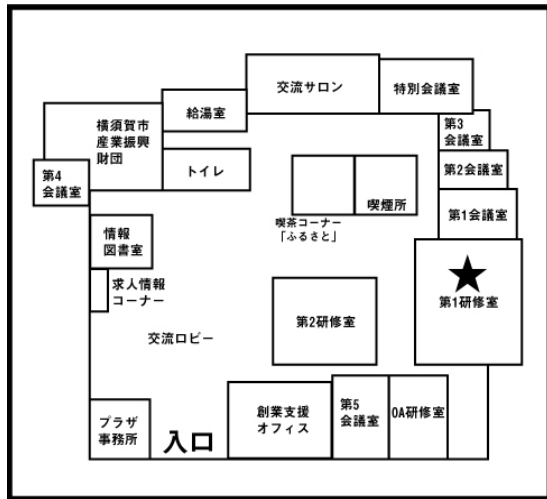 交流サロン
特別会議室
給湯室
横須賀市
産業振興
財団
第3
会議室
トイレ
第2会議室
第4
会議室
喫煙所
第1会議室
喫茶コーナー
「ふるさと」
情報
図書室
求人情報
コーナー
★
第1研修室
第2研修室
交流ロビー
プラザ
事務所
入口
創業支援
オフィス
第5
会議室
OA研修室